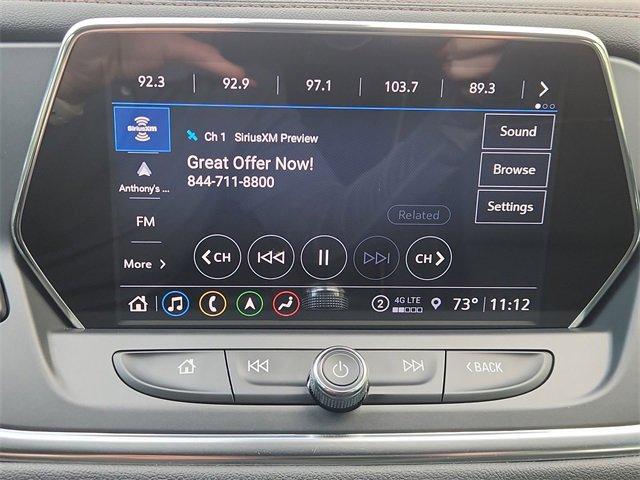 92.3 92.9 97.1 103.7 89.3
SiriusXM
Ch 1 SiriusXM Preview
Great Offer Now!
844-711-8800
Sound
Browse
Settings
Anthony's ...
FM
Related
More
CH
CH
2 4G LTE 73° 11:12
BACK